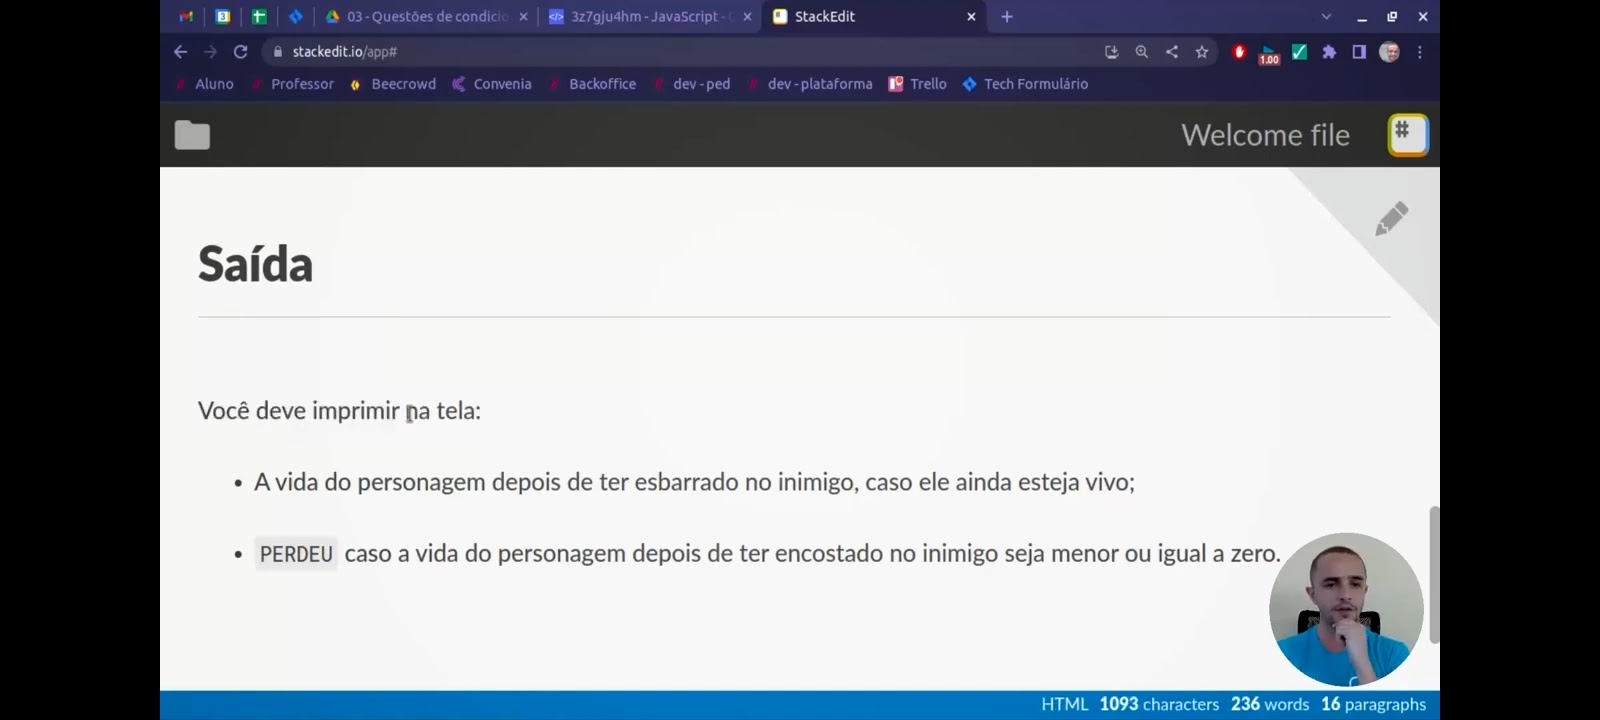 03 - Questões de condicio
3z7gju4hm - JavaScript -
StackEdit
stackedit.io/app#
1.00
Aluno
Professor
Beecrowd
Convenia
Backoffice
dev - ped
dev - plataforma
Trello
Tech Formulário
Welcome file
#
Saída
Você deve imprimir na tela:
A vida do personagem depois de ter esbarrado no inimigo, caso ele ainda esteja vivo;
PERDEU caso a vida do personagem depois de ter encostado no inimigo seja menor ou igual a zero.
HTML 1093 characters 236 words 16 paragraphs